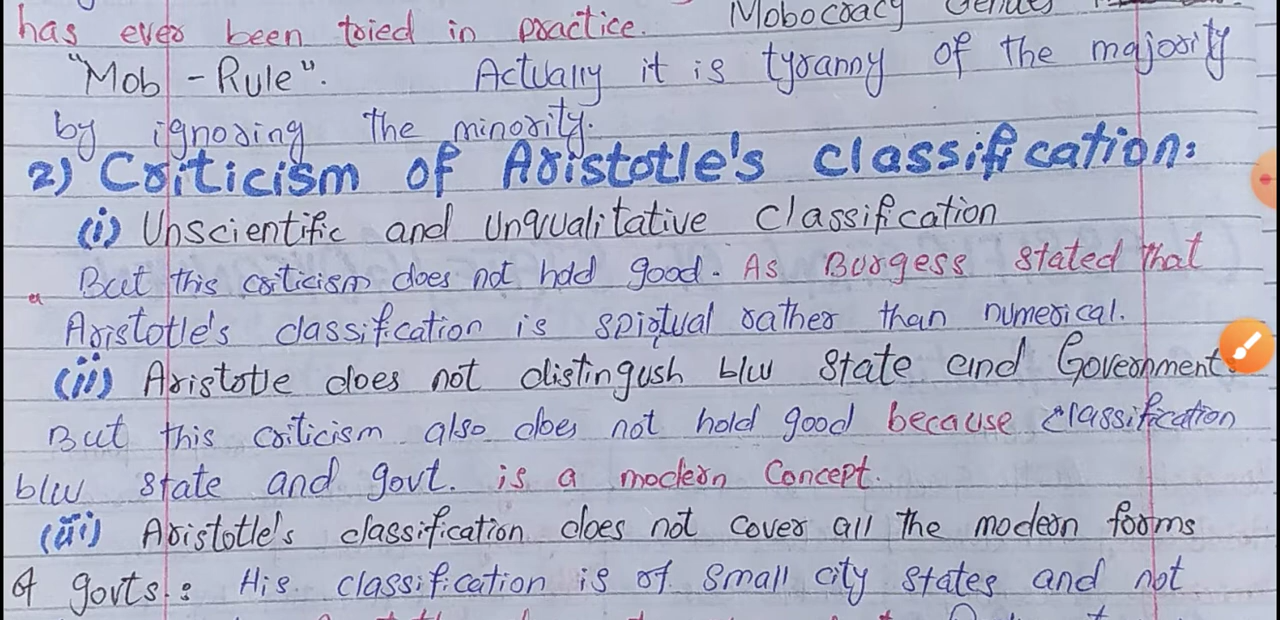 has ever been tried in practice. Mobocracy
"Mob - Rule". Actually it is tyranny of the majority
by ignoring the minority.
2) Criticism of Aristotle's classification:
(i) Unscientific and Unqualitative Classification
But this criticism does not hold good. As Burgess stated that
Aristotle's classification is spirtual rather than numerical.
(ii) Aristotle does not distingush b/w state and Government.
But this criticism also does not hold good because classification
b/w state and govt. is a modern Concept.
(iii) Aristotle's classification does not cover all the modern forms
of govts: His classification is of small city states and not